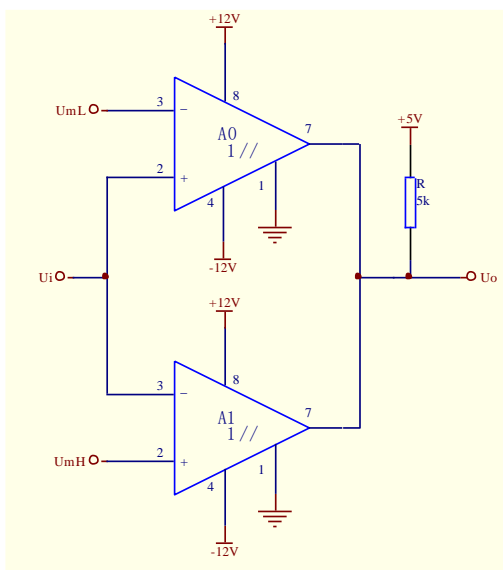 +12V
8
UmL 3 −
A0
1 //
7
+5V
2 +
1
R
5k
4
-12V
Ui
Uo
+12V
8
3 −
A1
1 //
7
UmH 2 +
1
4
-12V